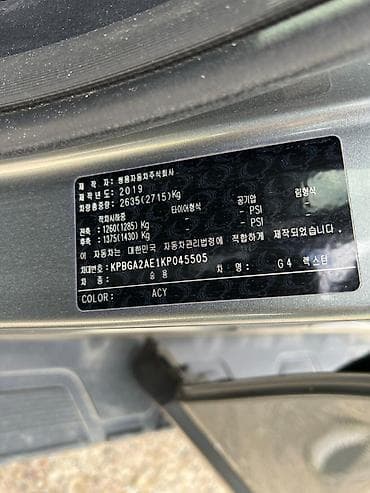 제 작 자 : 쌍용자동차주식회사
제작년도 : 2019
차량총중량: 2635(2715)Kg
적차시하중 타이어형식 공기압 림형식
전축 : 1260(1285) Kg - PSI -
후축 : 1375(1430) Kg - PSI -
이 자동차는 대한민국 자동차관리법령에 적합하게 제작되었습니다.
차대번호: KPBGA2AE1KP045505
차 종: 승용 차 명: G4 렉스턴
COLOR: ACY